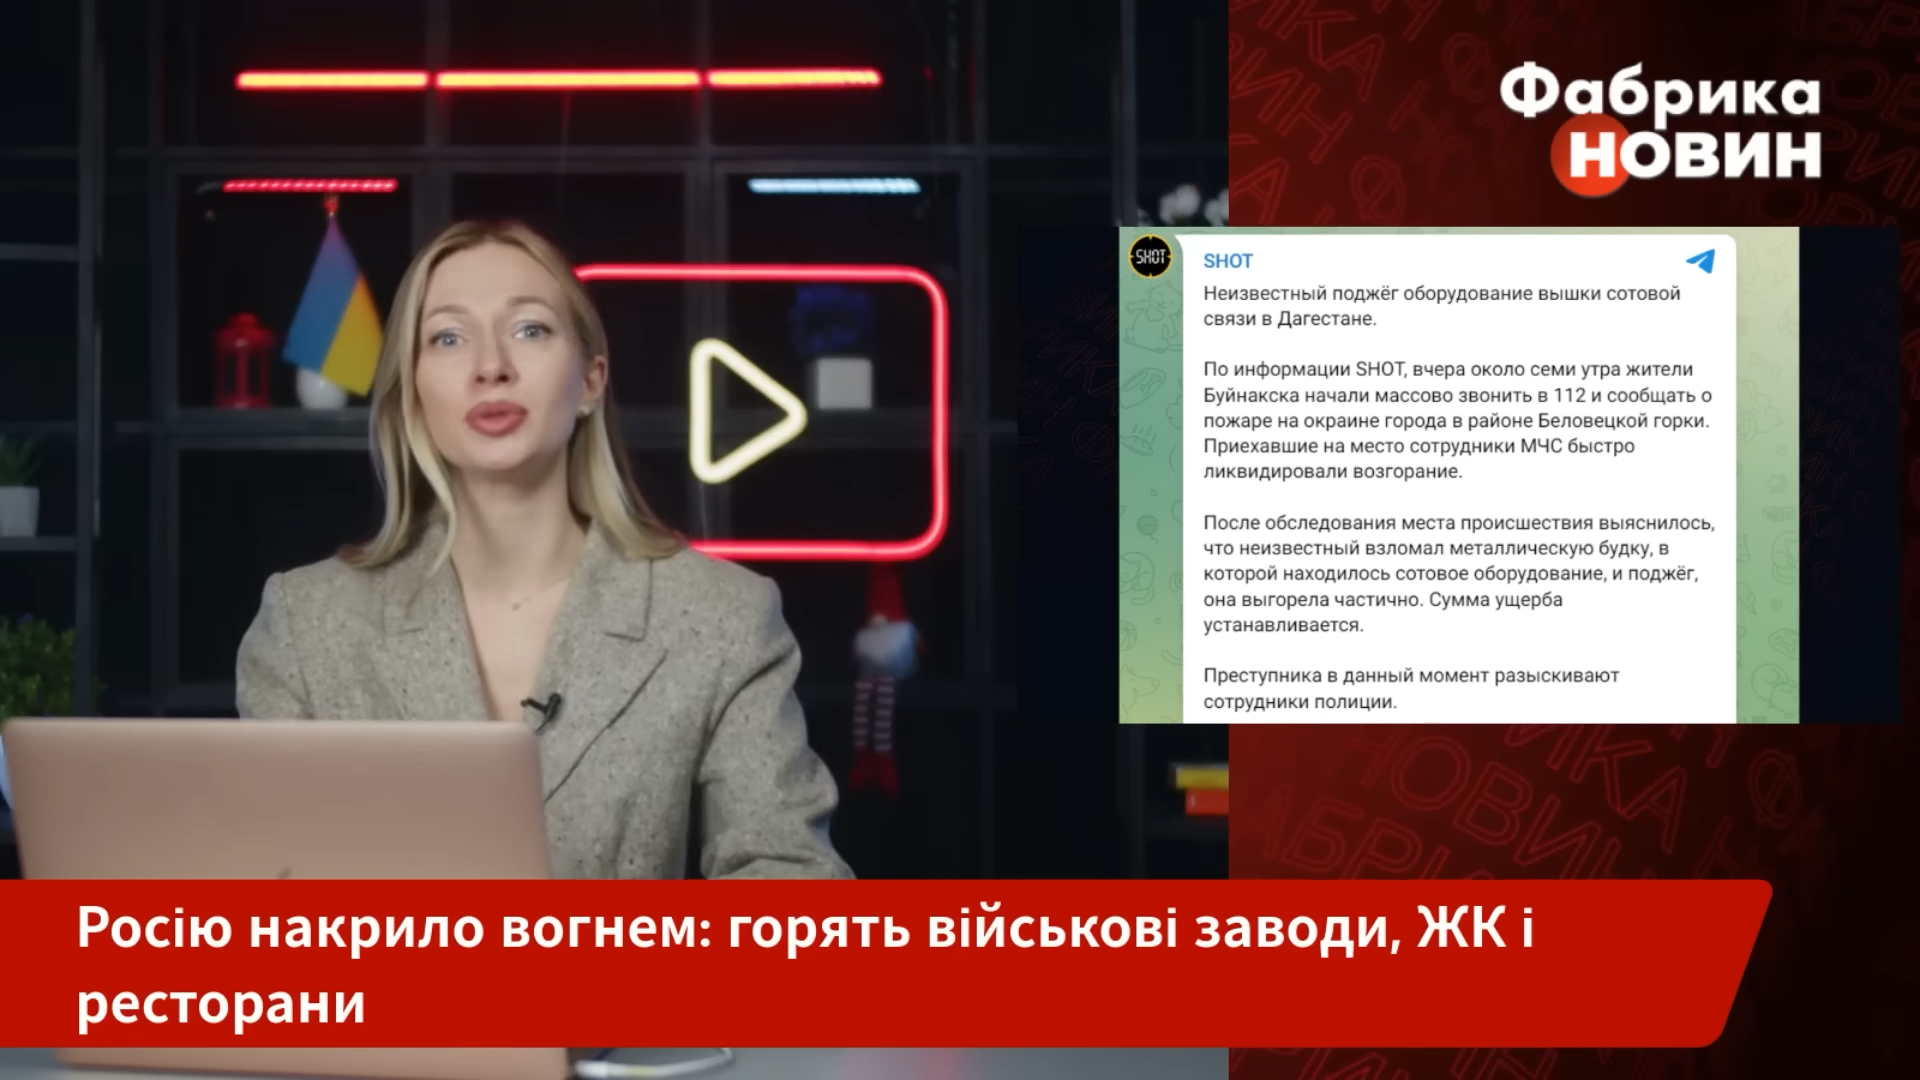 Фабрика
новин
SHOT
SHOT
Неизвестный поджёг оборудование вышки сотовой
связи в Дагестане.
По информации SHOT, вчера около семи утра жители
Буйнакска начали массово звонить в 112 и сообщать о
пожаре на окраине города в районе Беловецкой горки.
Приехавшие на место сотрудники МЧС быстро
ликвидировали возгорание.
После обследования места происшествия выяснилось,
что неизвестный взломал металлическую будку, в
которой находилось сотовое оборудование, и поджёг,
она выгорела частично. Сумма ущерба
устанавливается.
Преступника в данный момент разыскивают
сотрудники полиции.
Росію накрило вогнем: горять військові заводи, ЖК і
ресторани